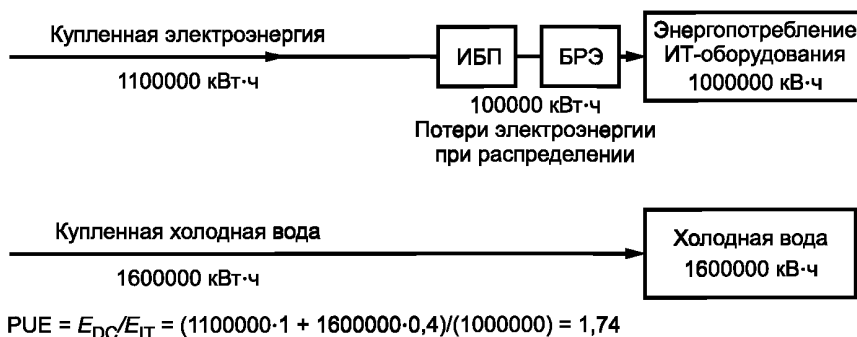 Купленная электроэнергия
1100000 кВт·ч
ИБП
БРЭ
100000 кВт·ч
Потери электроэнергии
при распределении
Энергопотребление
ИТ-оборудования
1000000 кВ·ч
Купленная холодная вода
1600000 кВт·ч
Холодная вода
1600000 кВ·ч
PUE = E_DC/E_IT = (1100000·1 + 1600000·0,4)/(1000000) = 1,74